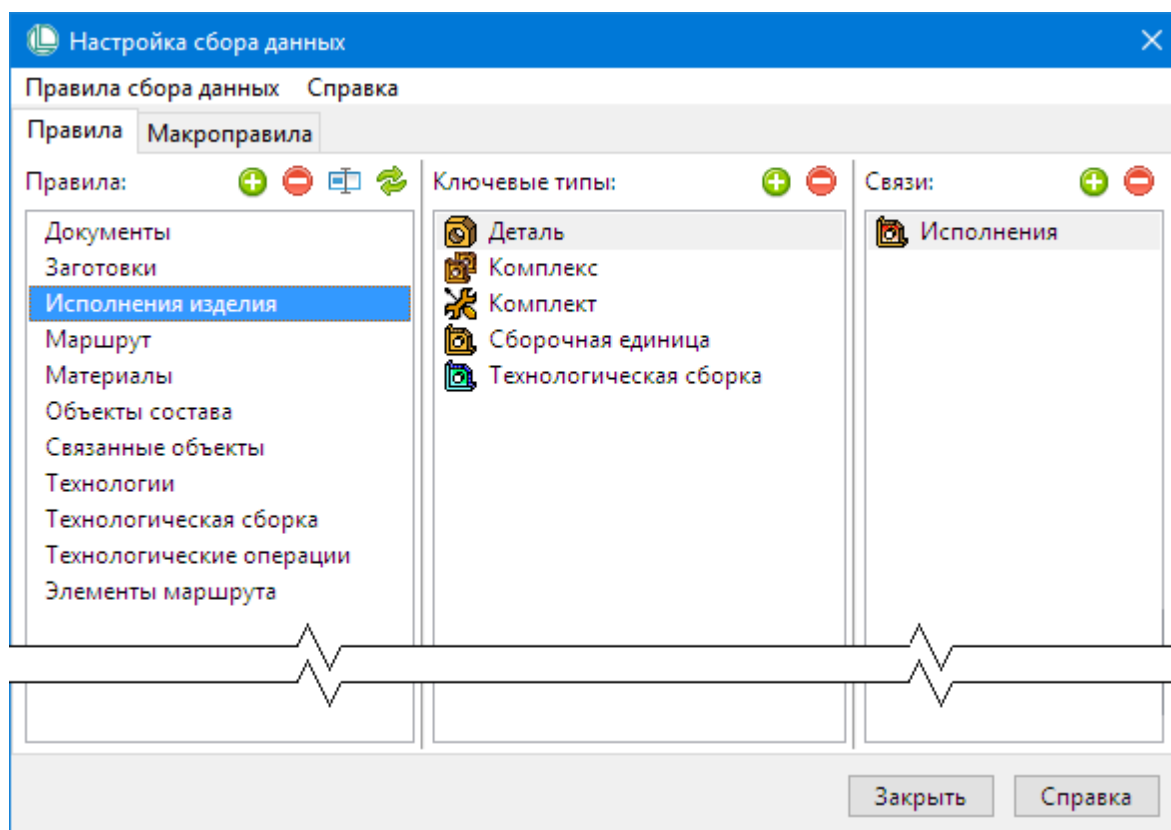 Настройка сбора данных
Правила сбора данных Справка
Правила Макроправила
Правила:
Документы
Заготовки
Исполнения изделия
Маршрут
Материалы
Объекты состава
Связанные объекты
Технологии
Технологическая сборка
Технологические операции
Элементы маршрута
Ключевые типы:
Деталь
Комплекс
Комплект
Сборочная единица
Технологическая сборка
Связи:
Исполнения
Закрыть Справка